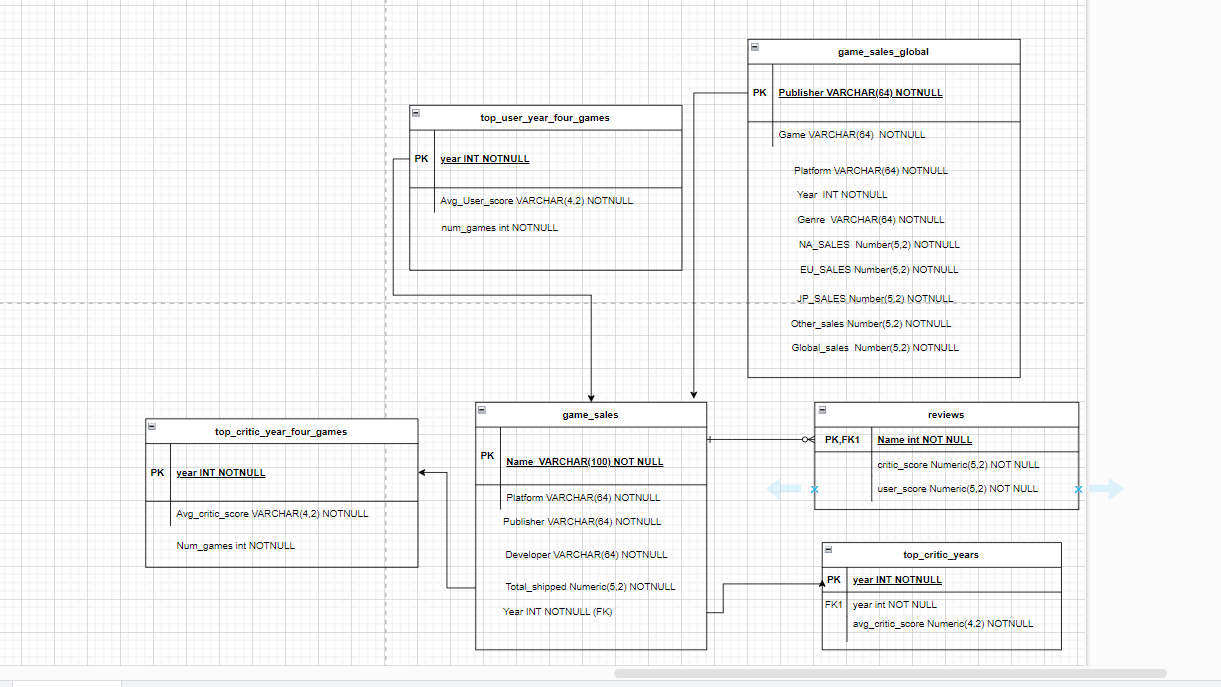 game_sales_global
PK
Publisher VARCHAR(64) NOTNULL
Game VARCHAR(64) NOTNULL
Platform VARCHAR(64) NOTNULL
Year INT NOTNULL
Genre VARCHAR(64) NOTNULL
NA_SALES Number(5,2) NOTNULL
EU_SALES Number(5,2) NOTNULL
JP_SALES Number(5,2) NOTNULL
Other_sales Number(5,2) NOTNULL
Global_sales Number(5,2) NOTNULL
top_user_year_four_games
PK
year INT NOTNULL
Avg_User_score VARCHAR(4,2) NOTNULL
num_games int NOTNULL
top_critic_year_four_games
PK
year INT NOTNULL
Avg_critic_score VARCHAR(4,2) NOTNULL
Num_games int NOTNULL
game_sales
PK
Name VARCHAR(100) NOT NULL
Platform VARCHAR(64) NOTNULL
Publisher VARCHAR(64) NOTNULL
Developer VARCHAR(64) NOTNULL
Total_shipped Numeric(5,2) NOTNULL
Year INT NOTNULL (FK)
reviews
PK,FK1
Name int NOT NULL
critic_score Numeric(5,2) NOT NULL
user_score Numeric(5,2) NOT NULL
top_critic_years
PK
year INT NOTNULL
FK1
year int NOT NULL
avg_critic_score Numeric(4,2) NOTNULL